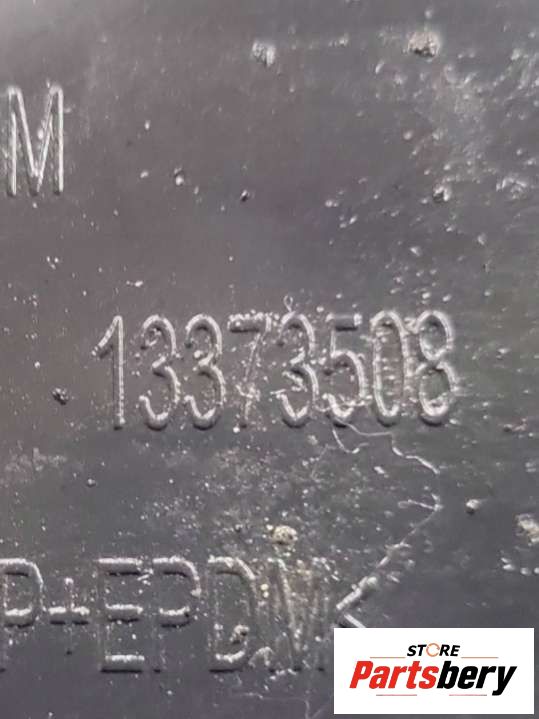 M
13373508
P+EPDM<
STORE
Partsbery